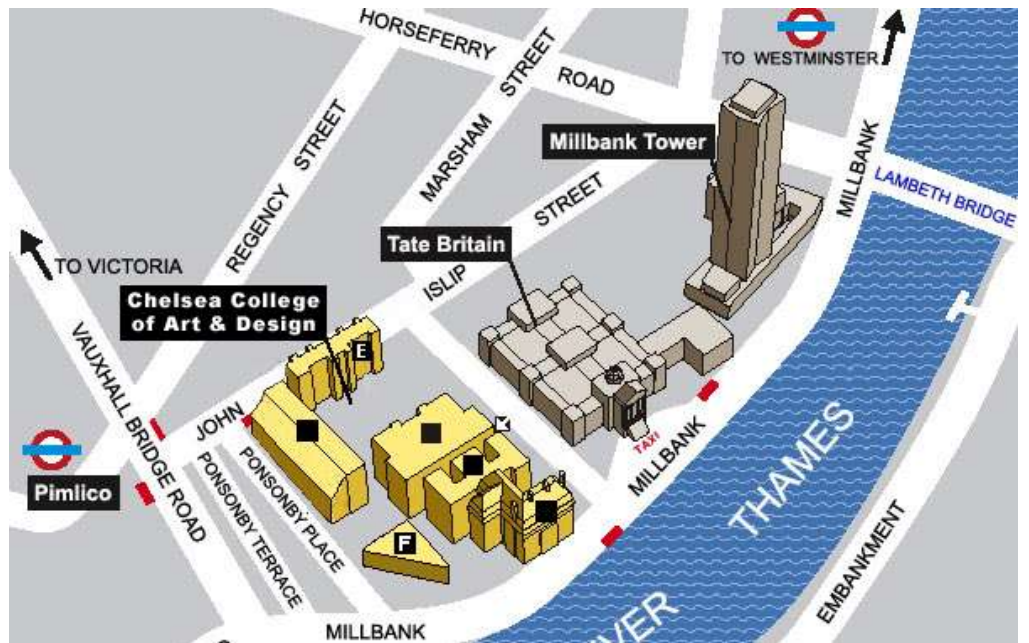 HORSEFERRY ROAD
TO WESTMINSTER
MARSHAM STREET
REGENCY STREET
Millbank Tower
MILLBANK
LAMBETH BRIDGE
Tate Britain
JOHN ISLIP STREET
TO VICTORIA
Chelsea College
of Art & Design
E
VAUXHALL BRIDGE ROAD
Pimlico
PONSONBY PLACE
PONSONBY TERRACE
F
TAXI
MILLBANK
THAMES
EMBANKMENT
MILLBANK